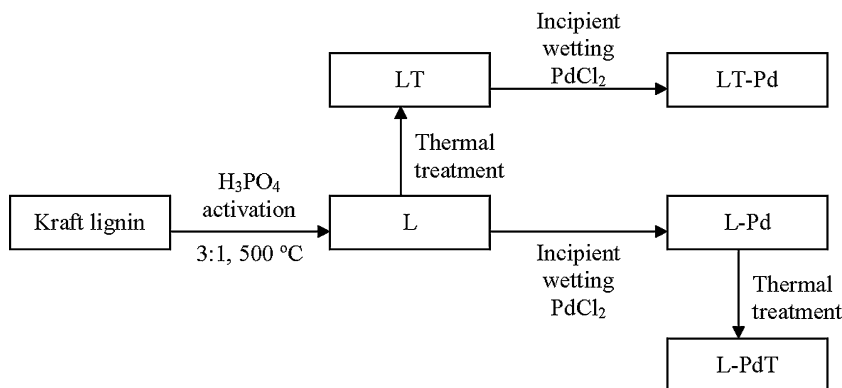 Incipient
wetting
PdCl₂
LT
LT-Pd
Thermal
treatment
H₃PO₄
activation
Kraft lignin
L
L-Pd
3:1, 500 ºC
Incipient
wetting
PdCl₂
Thermal
treatment
L-PdT